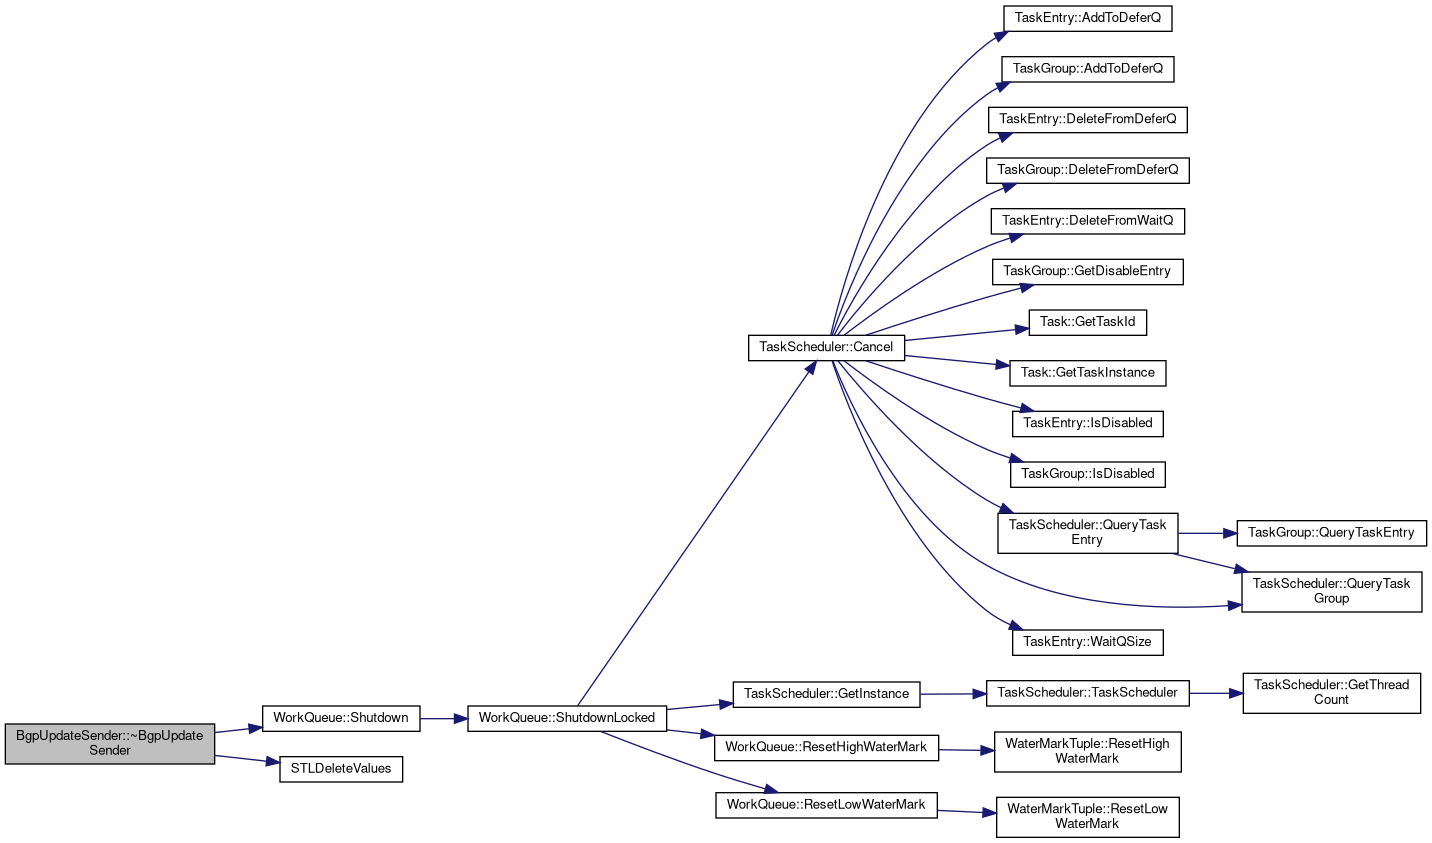 TaskEntry::AddToDeferQ
TaskGroup::AddToDeferQ
TaskEntry::DeleteFromDeferQ
TaskGroup::DeleteFromDeferQ
TaskEntry::DeleteFromWaitQ
TaskGroup::GetDisableEntry
Task::GetTaskId
TaskScheduler::Cancel
Task::GetTaskInstance
TaskEntry::IsDisabled
TaskGroup::IsDisabled
TaskScheduler::QueryTask
Entry
TaskGroup::QueryTaskEntry
TaskScheduler::QueryTask
Group
TaskEntry::WaitQSize
TaskScheduler::GetInstance
TaskScheduler::TaskScheduler
TaskScheduler::GetThread
Count
BgpUpdateSender::~BgpUpdate
Sender
WorkQueue::Shutdown
WorkQueue::ShutdownLocked
WorkQueue::ResetHighWaterMark
WaterMarkTuple::ResetHigh
WaterMark
STLDeleteValues
WorkQueue::ResetLowWaterMark
WaterMarkTuple::ResetLow
WaterMark